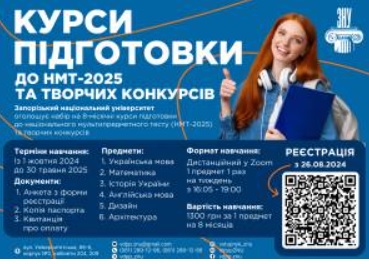 КУРСИ
ПІДГОТОВКИ
ДО НМТ-2025
ТА ТВОРЧИХ КОНКУРСІВ
ЗНУ
Запорізький національний університет
оголошує набір на 8-місячні курси підготовки
до національного мультипредметного тесту (НМТ-2025)
та творчих конкурсів
Терміни навчання:
Із 1 жовтня 2024
до 30 травня 2025
Документи:
1. Анкета з форми
реєстрації
2. Копія паспорта
3. Квитанція
про оплату
Предмети:
1. Українська мова
2. Математика
3. Історія України
4. Англійська мова
5. Дизайн
6. Архітектура
Формат навчання:
Дистанційний у Zoom
1 предмет 1 раз
на тиждень
з 16:05 - 19:00
Вартість навчання:
1300 грн за 1 предмет
на 8 місяців
РЕЄСТРАЦІЯ
з 26.08.2024